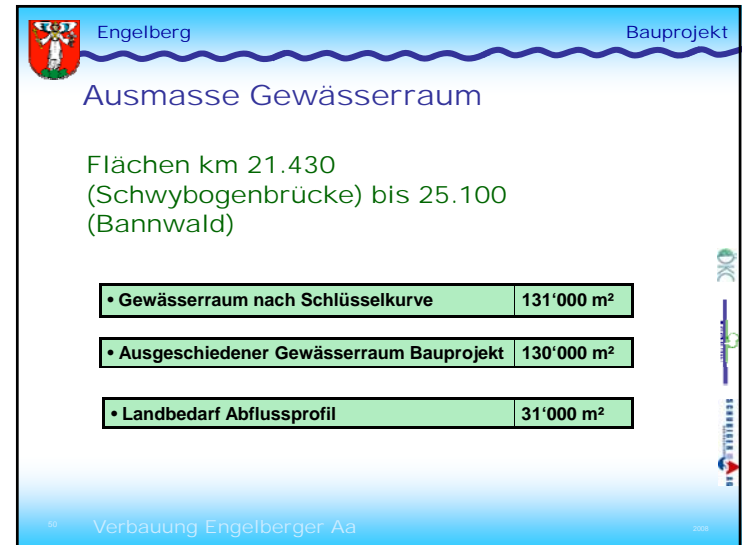 Engelberg
Bauprojekt
Ausmasse Gewässerraum
Flächen km 21.430
(Schwybogenbrücke) bis 25.100
(Bannwald)
• Gewässerraum nach Schlüsselkurve 131‘000 m²
• Ausgeschiedener Gewässerraum Bauprojekt 130‘000 m²
• Landbedarf Abflussprofil 31‘000 m²
50 Verbauung Engelberger Aa